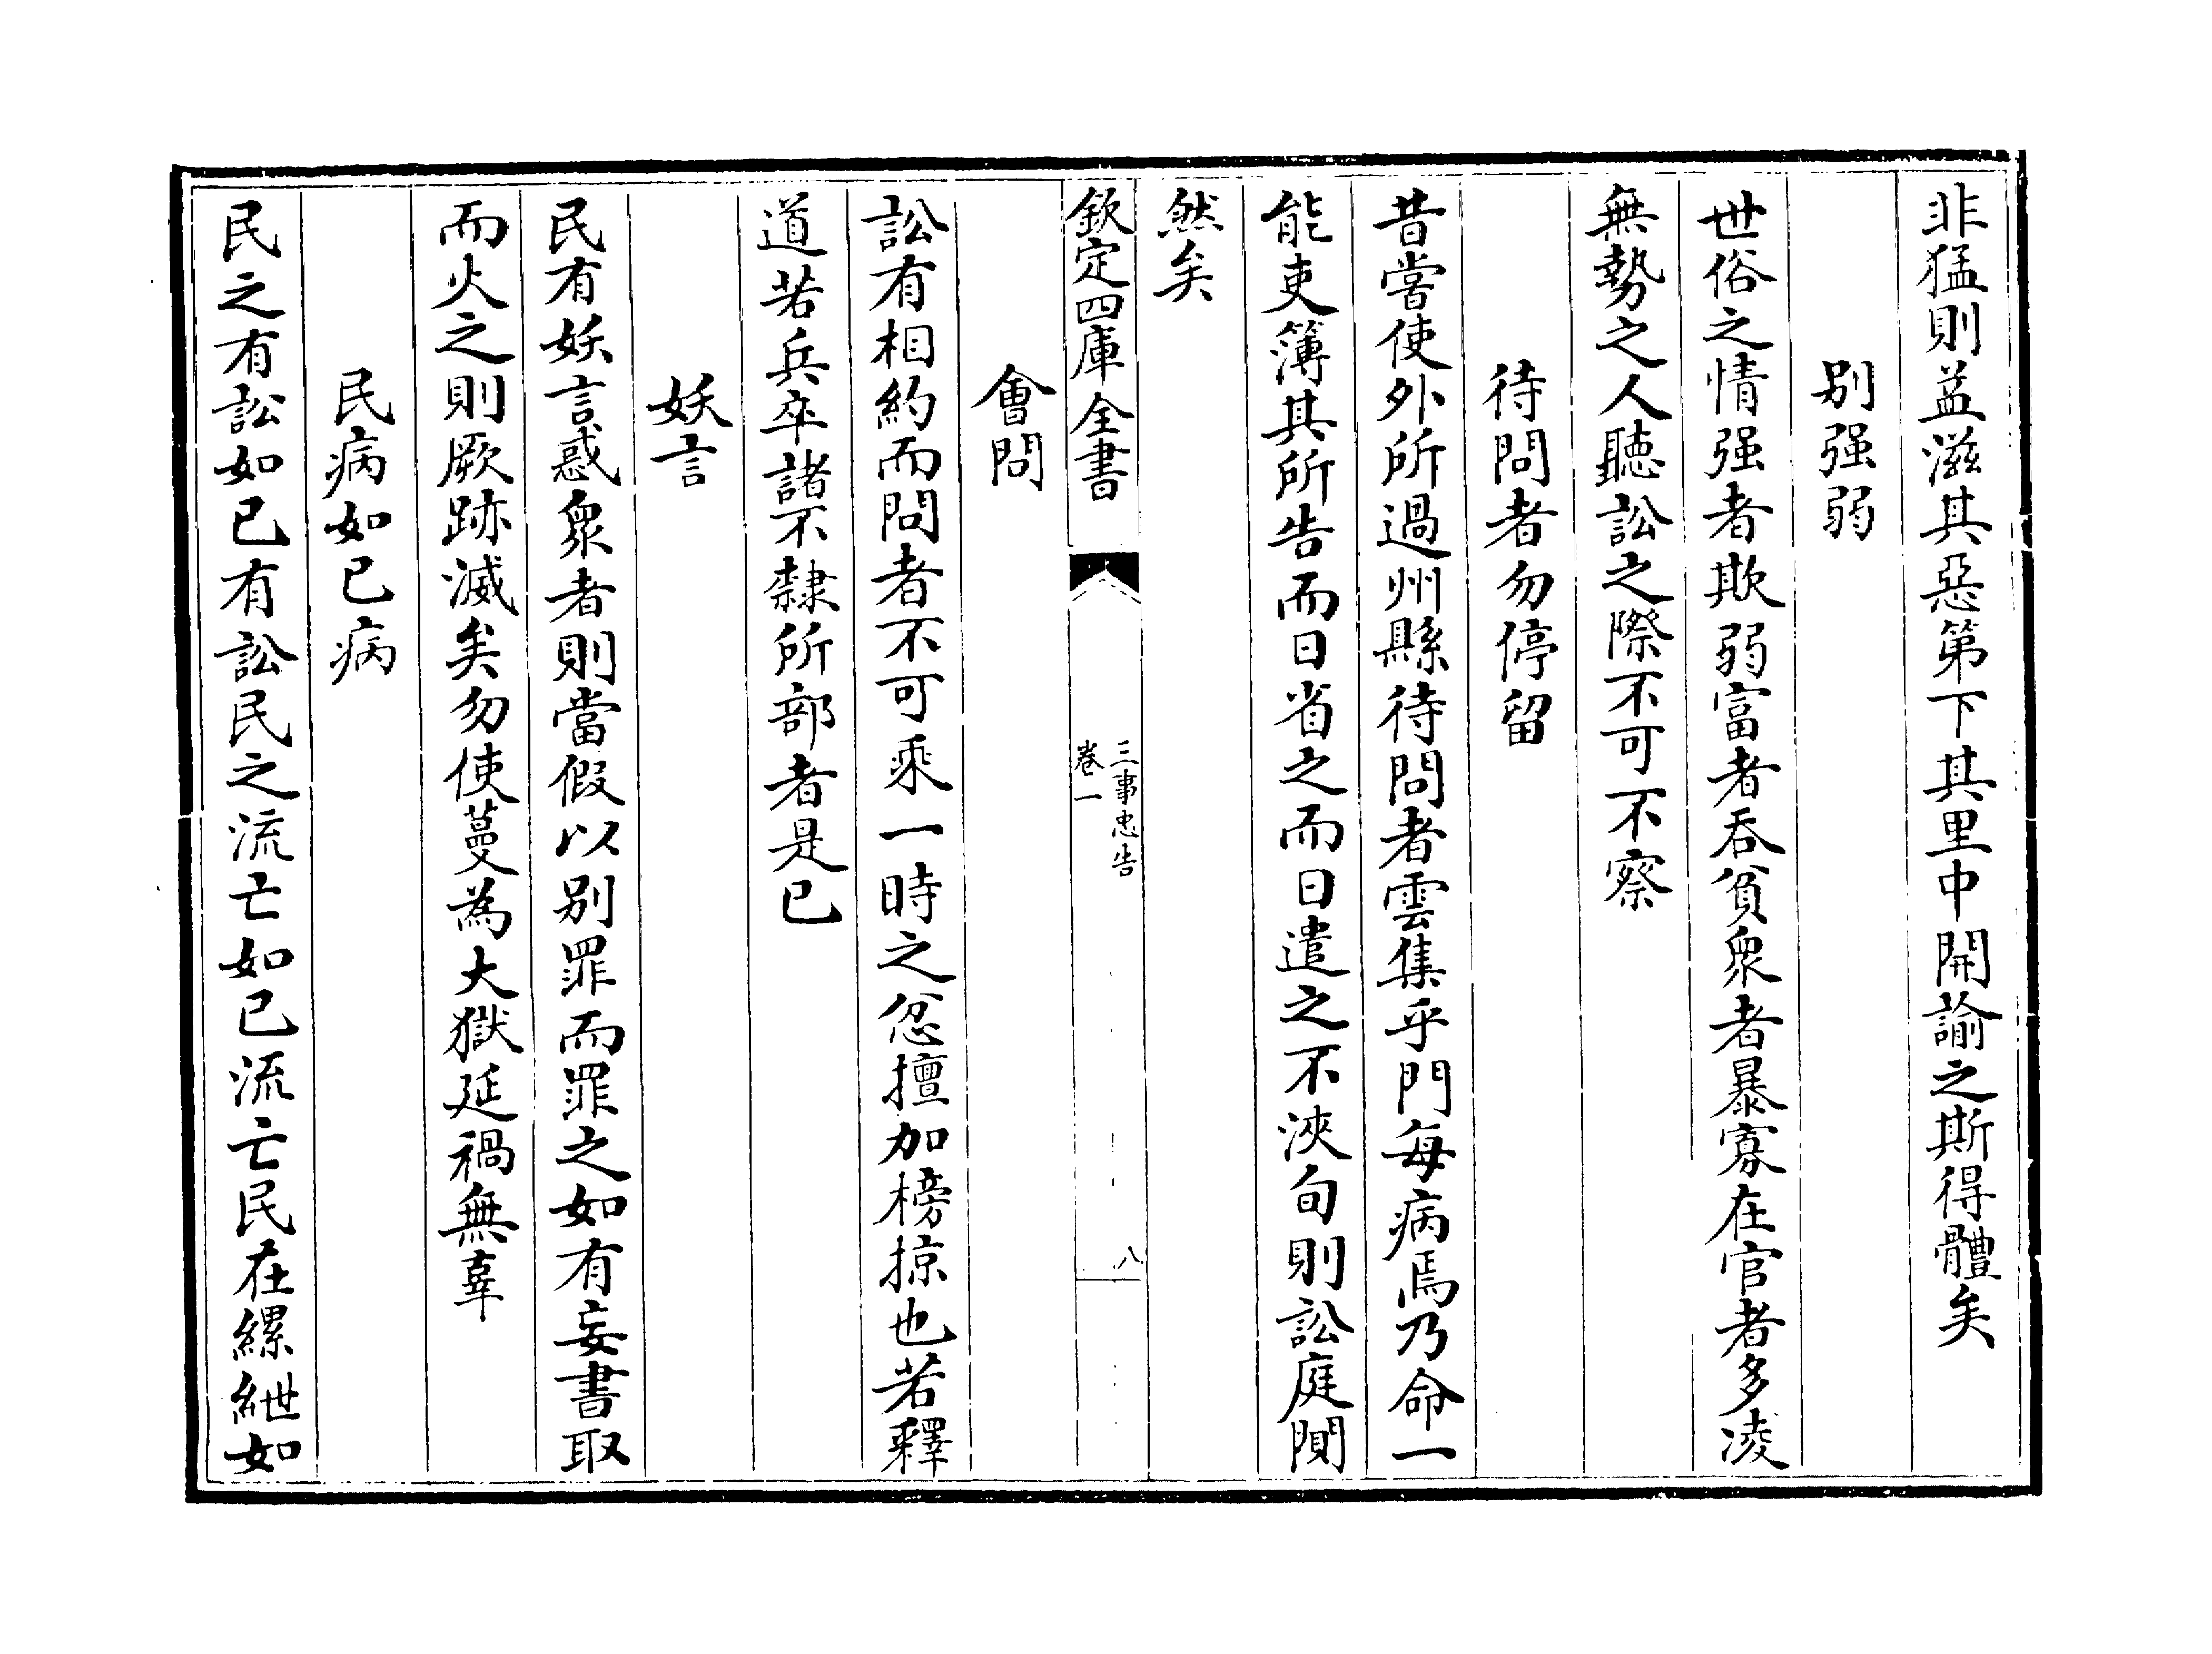 非猛則益滋其惡第下其里中開諭之斯得體矣
别强弱
世俗之情强者欺弱富者吞貧衆者暴寡在官者多凌
無勢之人聽訟之際不可不察
待問者勿停留
昔嘗使外所過州縣待問者雲集乎門每病焉乃命一
能吏簿其所告而日省之而日遣之不浹旬則訟庭閴
然矣
欽定四庫全書
三事忠告
卷一
八
會問
訟有相約而問者不可乘一時之忿擅加榜掠也若釋
道若兵卒諸不隸所部者是已
妖言
民有妖言惑衆者則當假以别罪而罪之如有妄書取
而火之則厥跡滅矣勿使蔓為大獄延禍無辜
民病如已病
民之有訟如已有訟民之流亡如已流亡民在縲紲如